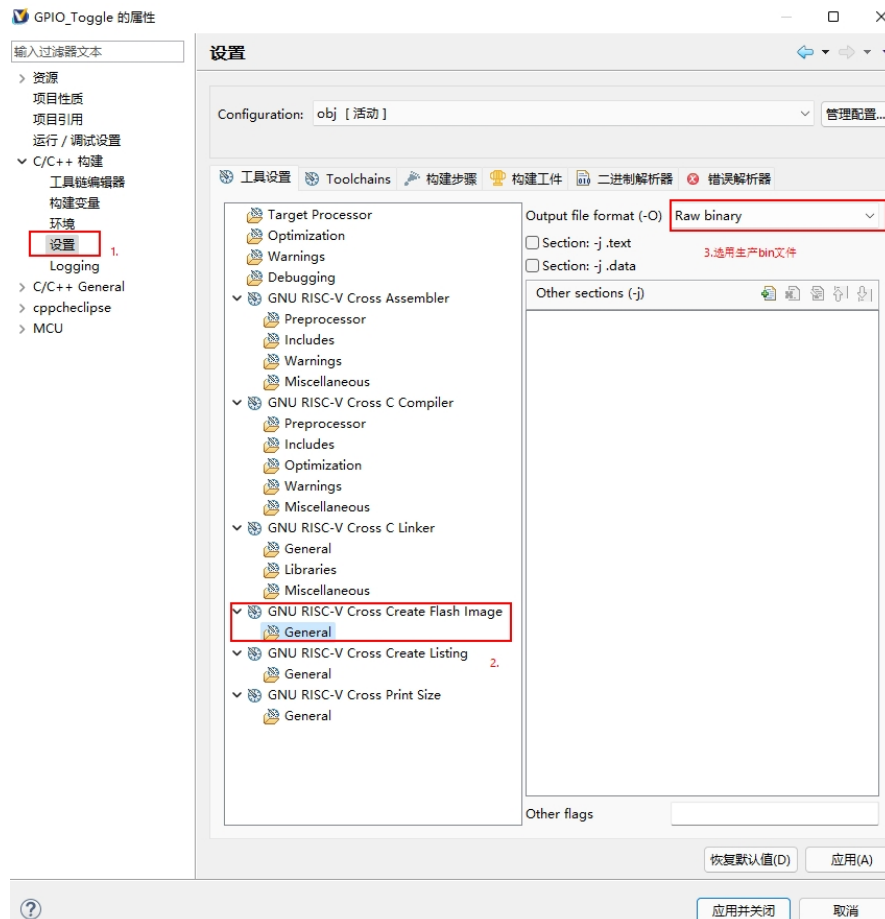 GPIO_Toggle 的属性
输入过滤器文本
资源
项目性质
项目引用
运行 / 调试设置
C/C++ 构建
工具链编辑器
构建变量
环境
设置
1.
Logging
C/C++ General
cppcheclipse
MCU
设置
Configuration:
obj [ 活动 ]
管理配置...
工具设置
Toolchains
构建步骤
构建工件
二进制解析器
错误解析器
Target Processor
Optimization
Warnings
Debugging
GNU RISC-V Cross Assembler
Preprocessor
Includes
Warnings
Miscellaneous
GNU RISC-V Cross C Compiler
Preprocessor
Includes
Optimization
Warnings
Miscellaneous
GNU RISC-V Cross C Linker
General
Libraries
Miscellaneous
GNU RISC-V Cross Create Flash Image
General
GNU RISC-V Cross Create Listing
2.
General
GNU RISC-V Cross Print Size
General
Output file format (-O)
Raw binary
Section: -j .text
3.选用生产bin文件
Section: -j .data
Other sections (-j)
Other flags
恢复默认值(D)
应用(A)
应用并关闭
取消